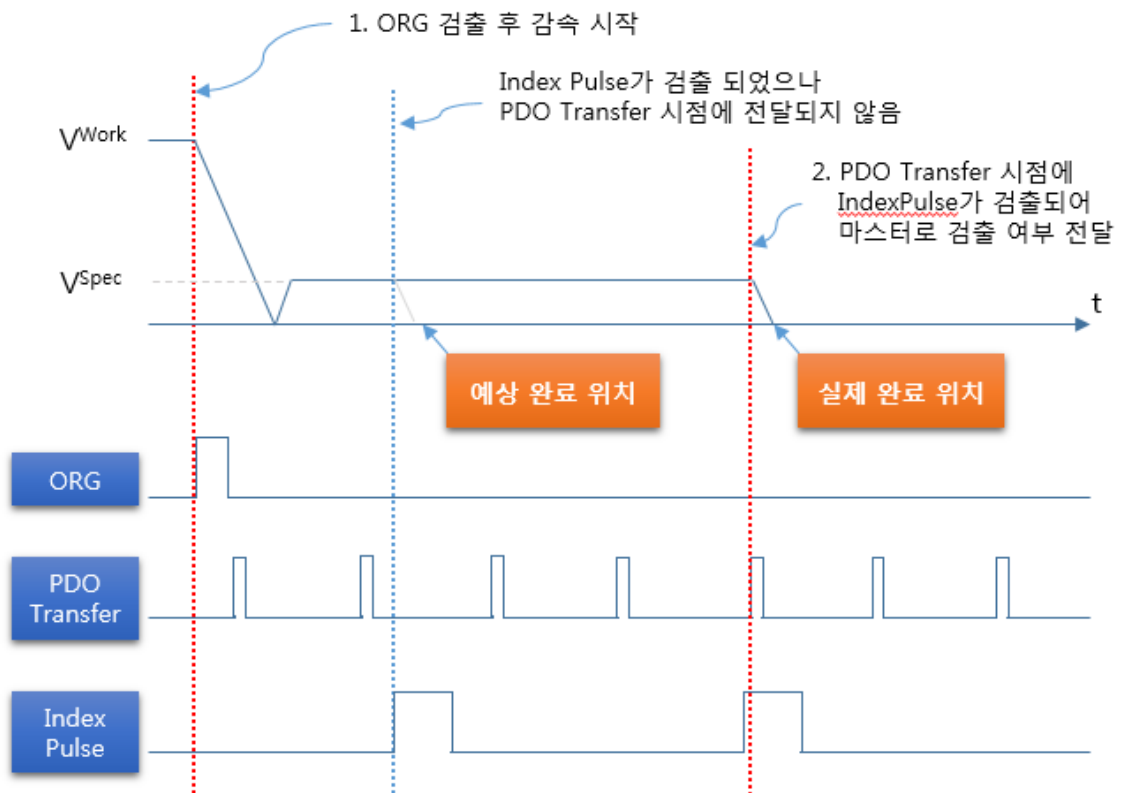 1. ORG 검출 후 감속 시작
Index Pulse가 검출 되었으나
PDO Transfer 시점에 전달되지 않음
VWork
2. PDO Transfer 시점에
IndexPulse가 검출되어
마스터로 검출 여부 전달
VSpec
t
예상 완료 위치
실제 완료 위치
ORG
PDO
Transfer
Index
Pulse